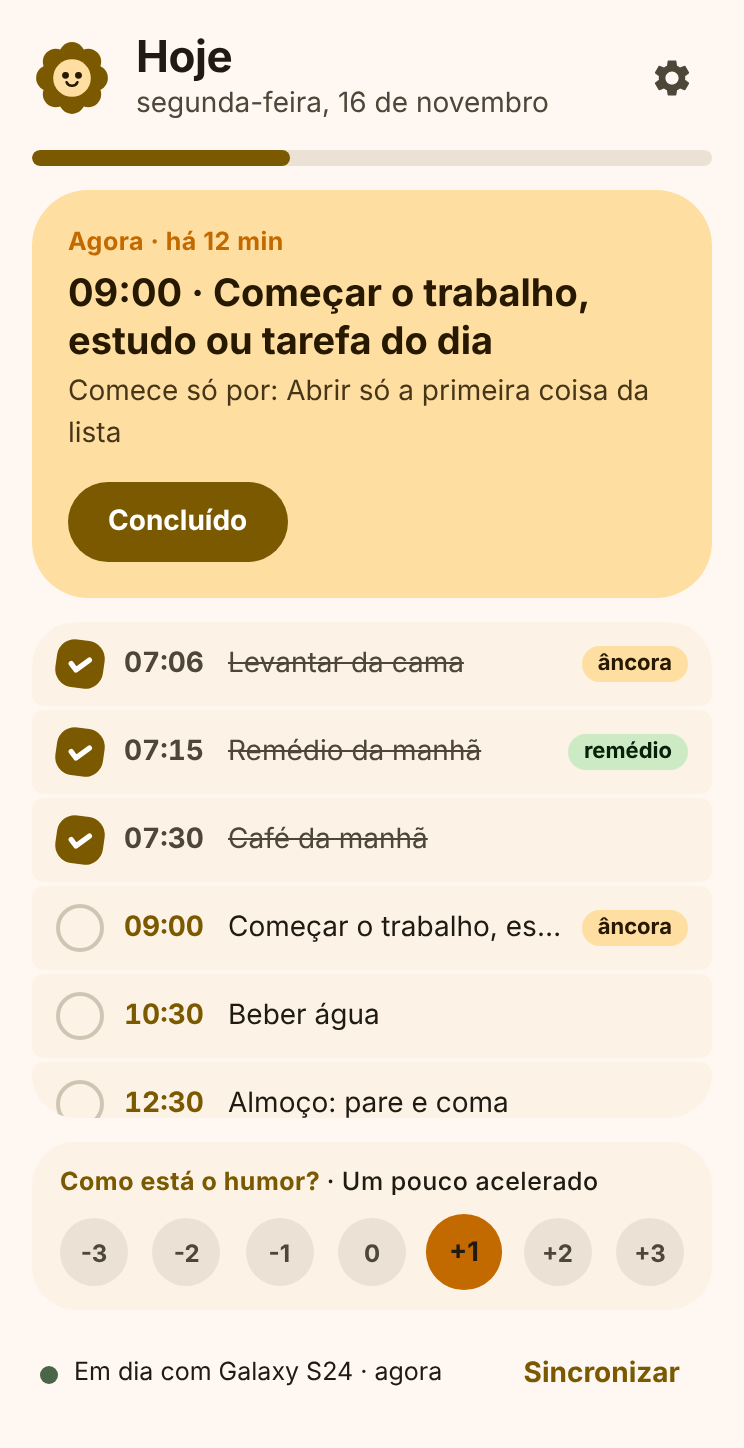 Hoje
segunda-feira, 16 de novembro
Agora · há 12 min
09:00 · Começar o trabalho,
estudo ou tarefa do dia
Comece só por: Abrir só a primeira coisa da
lista
Concluído
07:06 Levantar da cama âncora
07:15 Remédio da manhã remédio
07:30 Café da manhã
09:00 Começar o trabalho, es... âncora
10:30 Beber água
12:30 Almoço: pare e coma
Como está o humor? · Um pouco acelerado
-3 -2 -1 0 +1 +2 +3
Em dia com Galaxy S24 · agora Sincronizar